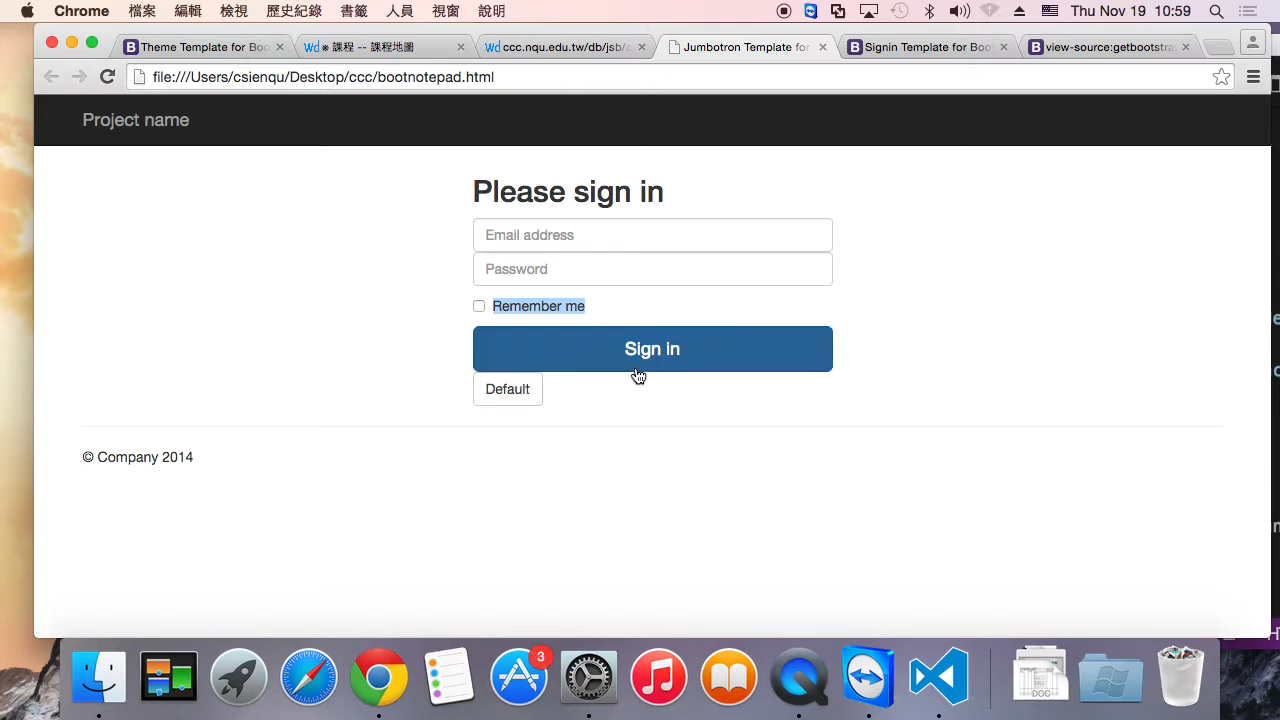 Chrome 檔案 編輯 檢視 歷史紀錄 書籤 人員 視窗 說明 Thu Nov 19 10:59
Theme Template for Boo
Wd ※ 課程 -- 課程地圖
Wd ccc.nqu.edu.tw/db/jsb/c
Jumbotron Template for
B Signin Template for Boo
B view-source:getbootstra
file:///Users/csienqu/Desktop/ccc/bootnotepad.html
Project name
Please sign in
Email address
Password
Remember me
Sign in
Default
© Company 2014
3
DOC